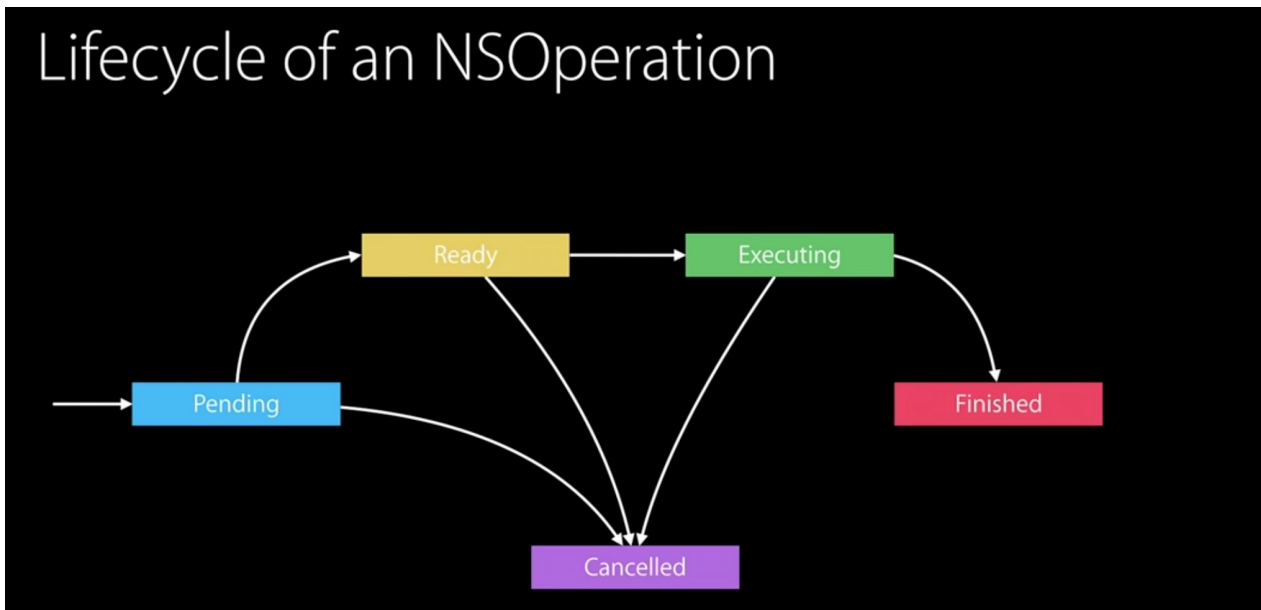 Lifecycle of an NSOperation
Ready
Executing
Pending
Finished
Cancelled